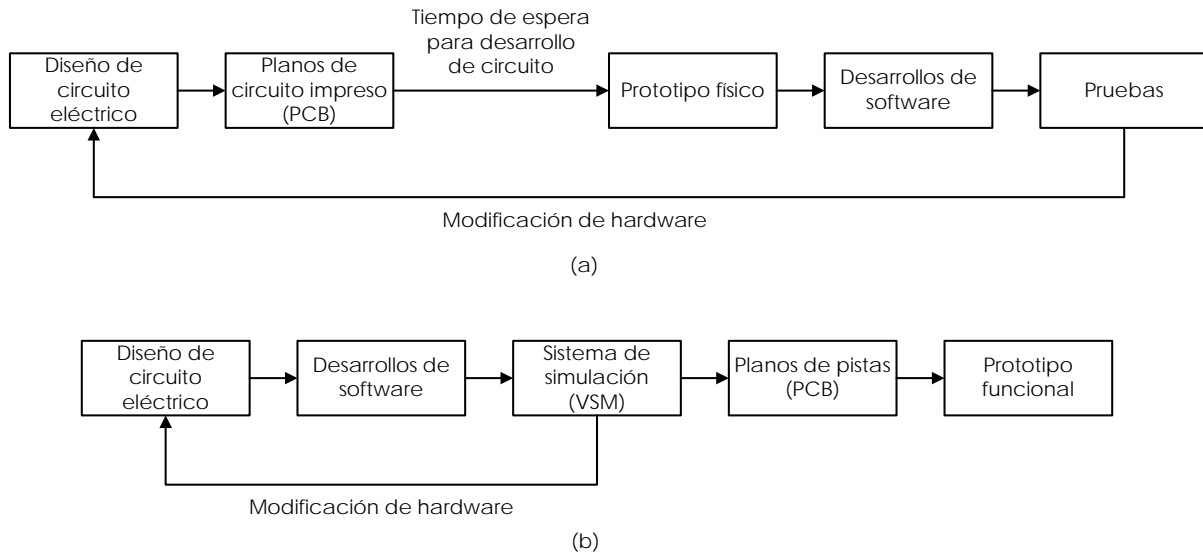 Tiempo de espera
para desarrollo
de circuito
Diseño de
circuito
eléctrico
Planos de
circuito impreso
(PCB)
Prototipo físico
Desarrollos de
software
Pruebas
Modificación de hardware
(a)
Diseño de
circuito
eléctrico
Desarrollos de
software
Sistema de
simulación
(VSM)
Planos de pistas
(PCB)
Prototipo
funcional
Modificación de hardware
(b)